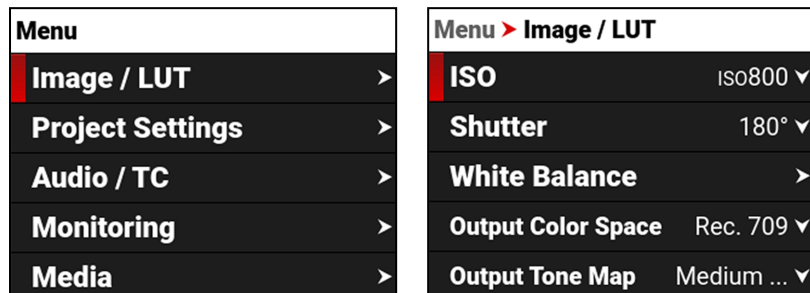 Menu
Image / LUT
Project Settings
Audio / TC
Monitoring
Media
Menu > Image / LUT
ISO ISO800
Shutter 180°
White Balance
Output Color Space Rec. 709
Output Tone Map Medium ...